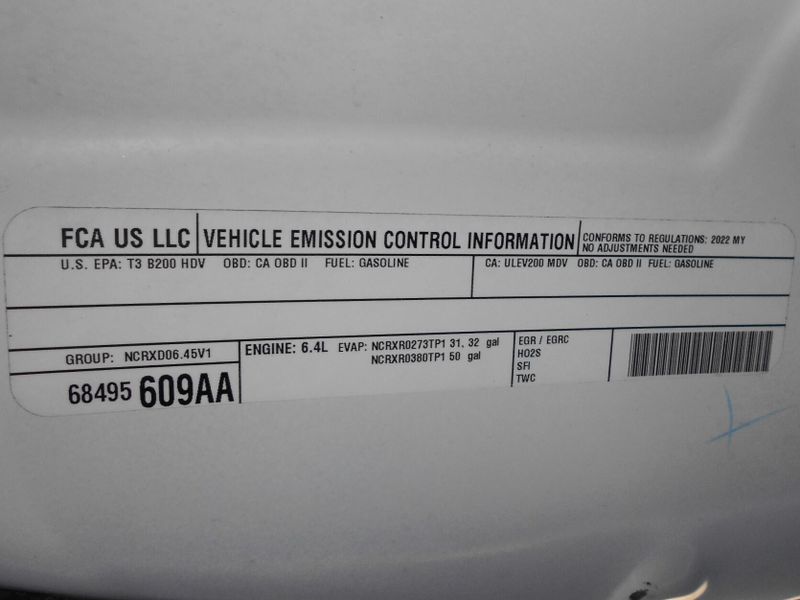 FCA US LLC VEHICLE EMISSION CONTROL INFORMATION CONFORMS TO REGULATIONS: 2022 MY
NO ADJUSTMENTS NEEDED
U.S. EPA: T3 B200 HDV OBD: CA OBD II FUEL: GASOLINE CA: ULEV200 MDV OBD: CA OBD II FUEL: GASOLINE
GROUP: NCRXD06.45V1
68495 609AA
ENGINE: 6.4L EVAP: NCRXR0273TP1 31, 32 gal
NCRXR0380TP1 50 gal
EGR / EGRC
HO2S
SFI
TWC